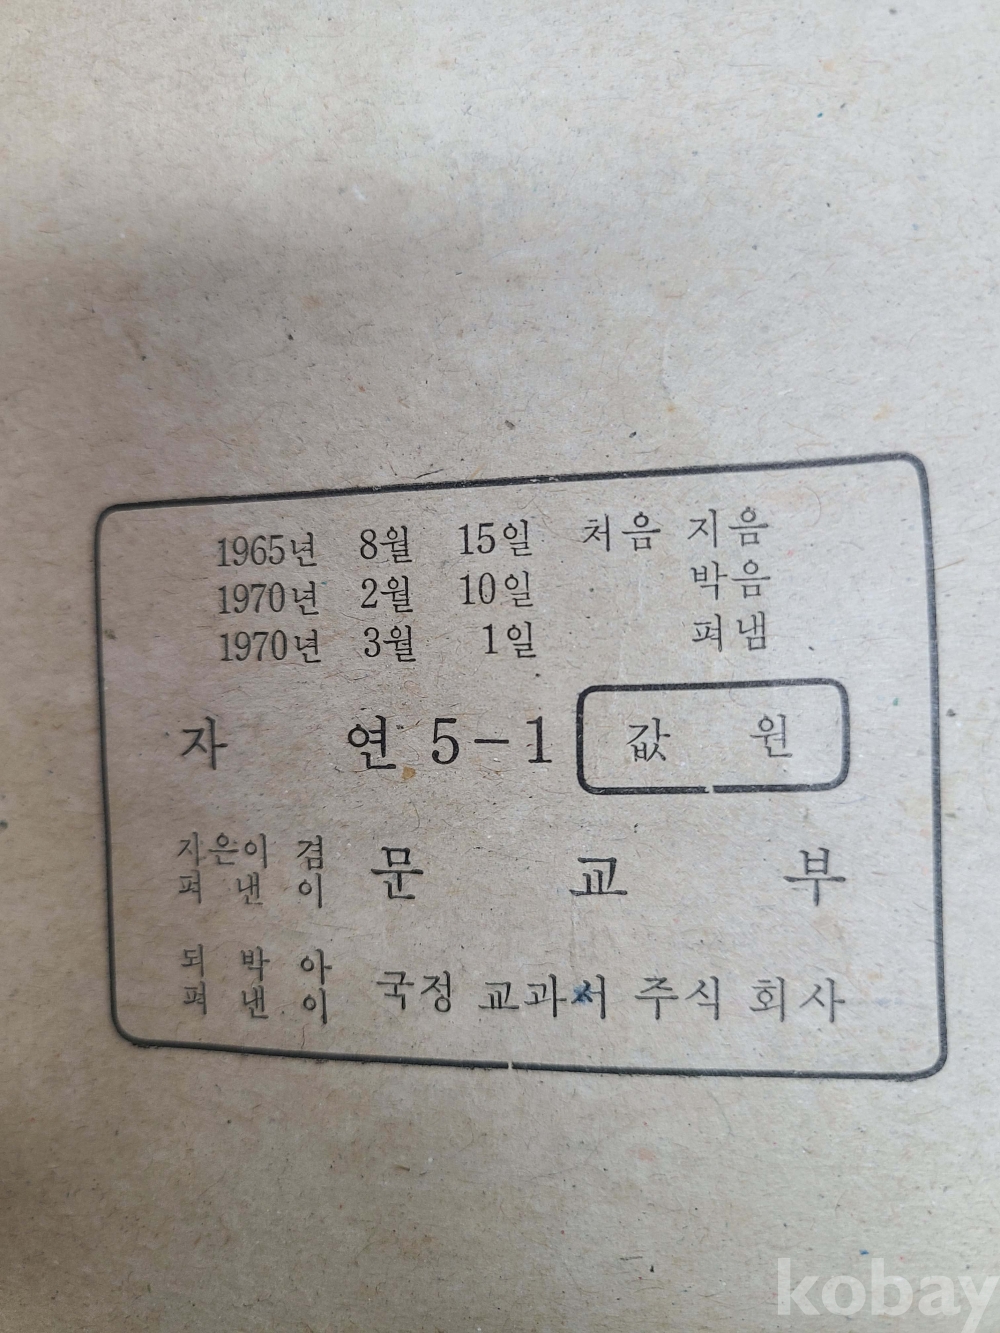 1965년 8월 15일 처음 지음
1970년 2월 10일 박음
1970년 3월 1일 펴냄
자 연 5-1 값 원
지은이 겸
펴 낸 이
문 교 부
되 박 아
펴 낸 이
국정 교과서 주식 회사
kobay